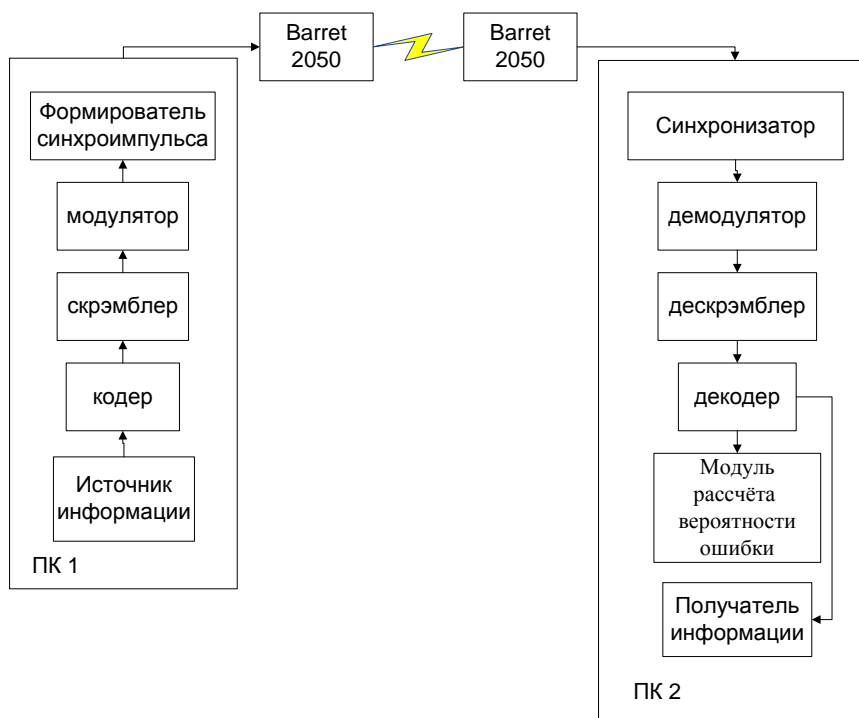 Barret
2050
Barret
2050
Формирователь
синхроимпульса
модулятор
скрэмблер
кодер
Источник
информации
ПК 1
Синхронизатор
демодулятор
дескрэмблер
декодер
Модуль
рассчёта
вероятности
ошибки
Получатель
информации
ПК 2